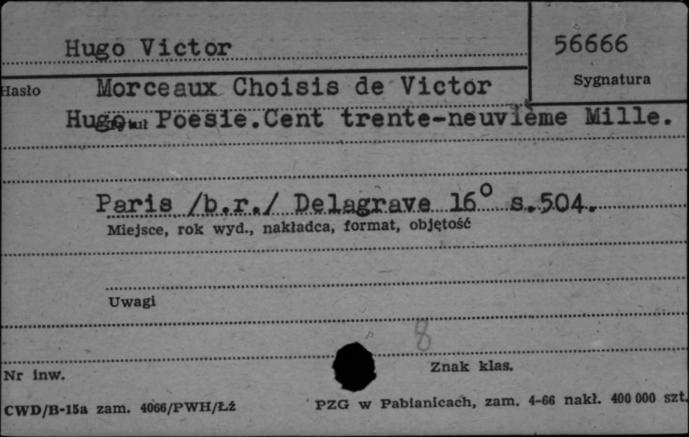 Hugo Victor
56666
Hasło
Morceaux Choisis de Victor
Sygnatura
Hugo. Poesie.Cent trente-neuvième Mille.
Paris /b.r./ Delagrave 16° s.504.
Miejsce, rok wyd., nakładca, format, objętość
Uwagi
8
Nr inw.
Znak klas.
CWD/B-15a zam. 4066/PWH/Łż
PZG w Pabianicach, zam. 4-66 nakł. 400 000 szt.